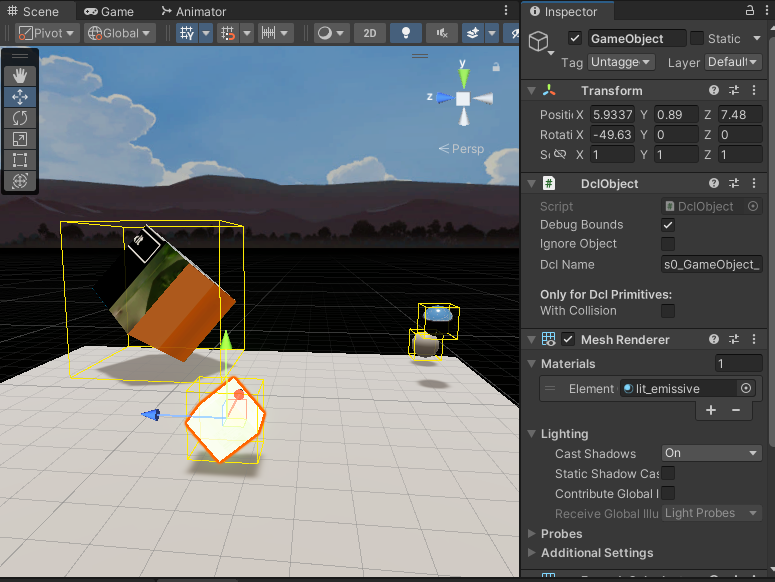 Scene Game Animator
Pivot Global 2D
y
z
Persp
Inspector
GameObject Static
Tag Untagge Layer Default
Transform
Positi X 5.9337 Y 0.89 Z 7.48
Rotati X -49.63 Y 0 Z 0
X 1 Y 1 Z 1
DclObject
Script DclObject
Debug Bounds
Ignore Object
Dcl Name s0_GameObject_
Only for Dcl Primitives:
With Collision
Mesh Renderer
Materials 1
Element lit_emissive
+ −
Lighting
Cast Shadows On
Static Shadow Cas
Contribute Global I
Receive Global Illu Light Probes
Probes
Additional Settings